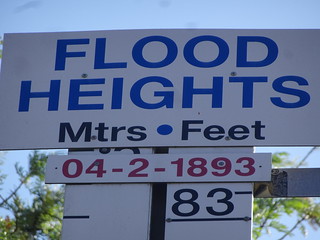 FLOOD
HEIGHTS
Mtrs • Feet
04-2-1893
83